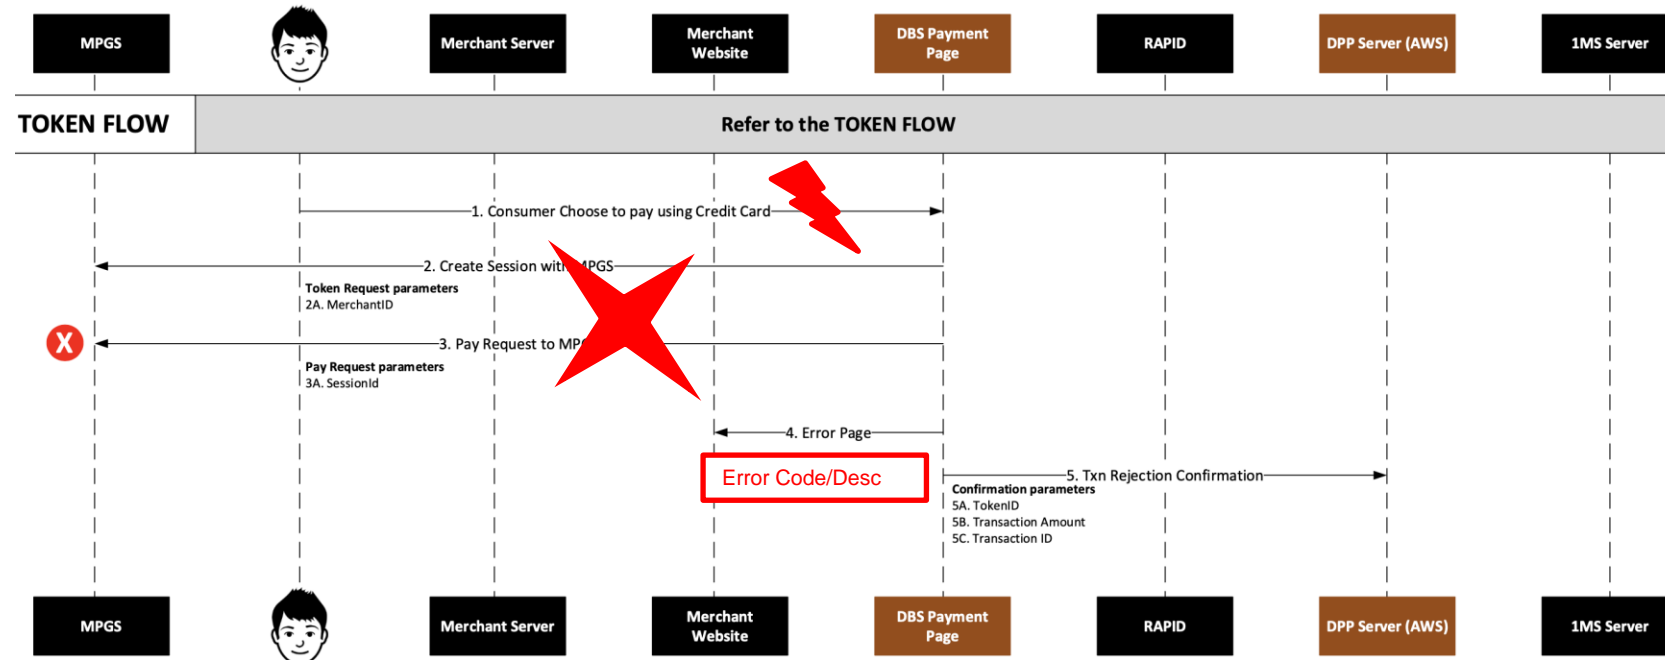 MPGS
Merchant Server
Merchant
Website
DBS Payment
Page
RAPID
DPP Server (AWS)
1MS Server
TOKEN FLOW
Refer to the TOKEN FLOW
1. Consumer Choose to pay using Credit Card
2. Create Session with MPGS
Token Request parameters
2A. MerchantID
X
3. Pay Request to MP
Pay Request parameters
3A. SessionId
4. Error Page
Error Code/Desc
5. Txn Rejection Confirmation
Confirmation parameters
5A. TokenID
5B. Transaction Amount
5C. Transaction ID
MPGS
Merchant Server
Merchant
Website
DBS Payment
Page
RAPID
DPP Server (AWS)
1MS Server